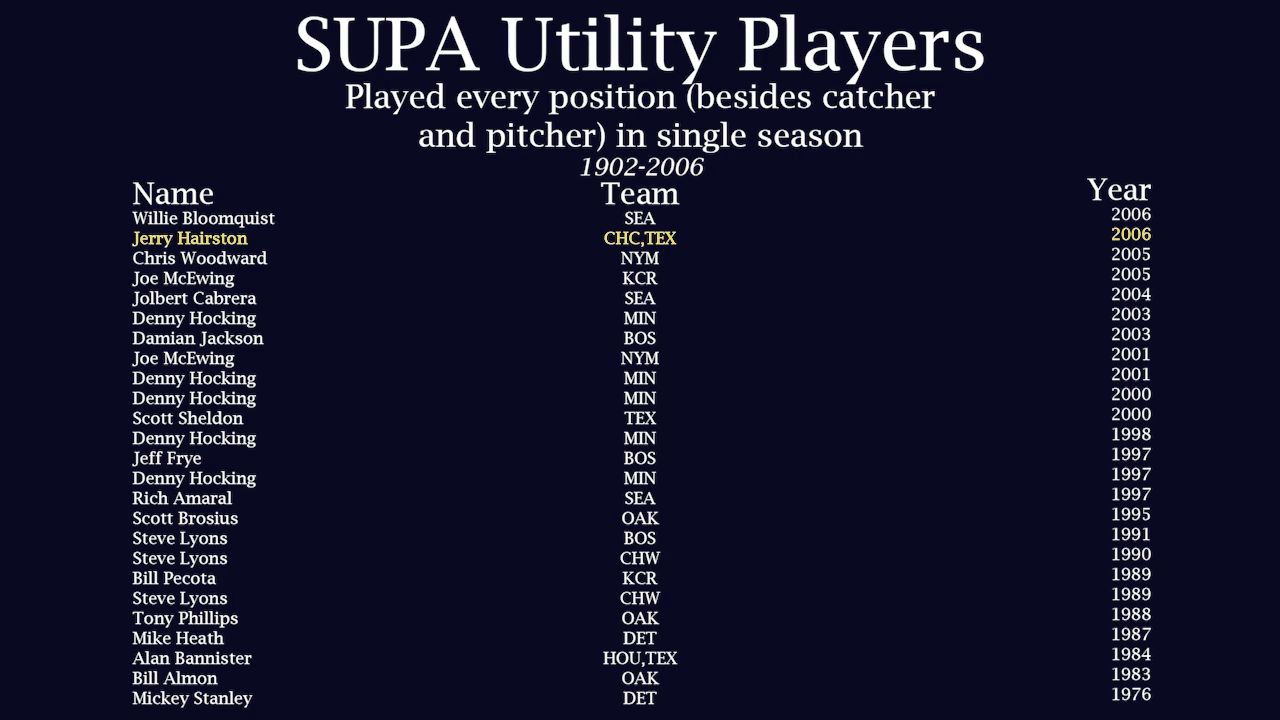 SUPA Utility Players
Played every position (besides catcher
and pitcher) in single season
1902-2006
Name Team Year
Willie Bloomquist SEA 2006
Jerry Hairston CHC,TEX 2006
Chris Woodward NYM 2005
Joe McEwing KCR 2005
Jolbert Cabrera SEA 2004
Denny Hocking MIN 2003
Damian Jackson BOS 2003
Joe McEwing NYM 2001
Denny Hocking MIN 2001
Denny Hocking MIN 2000
Scott Sheldon TEX 2000
Denny Hocking MIN 1998
Jeff Frye BOS 1997
Denny Hocking MIN 1997
Rich Amaral SEA 1997
Scott Brosius OAK 1995
Steve Lyons BOS 1991
Steve Lyons CHW 1990
Bill Pecota KCR 1989
Steve Lyons CHW 1989
Tony Phillips OAK 1988
Mike Heath DET 1987
Alan Bannister HOU,TEX 1984
Bill Almon OAK 1983
Mickey Stanley DET 1976